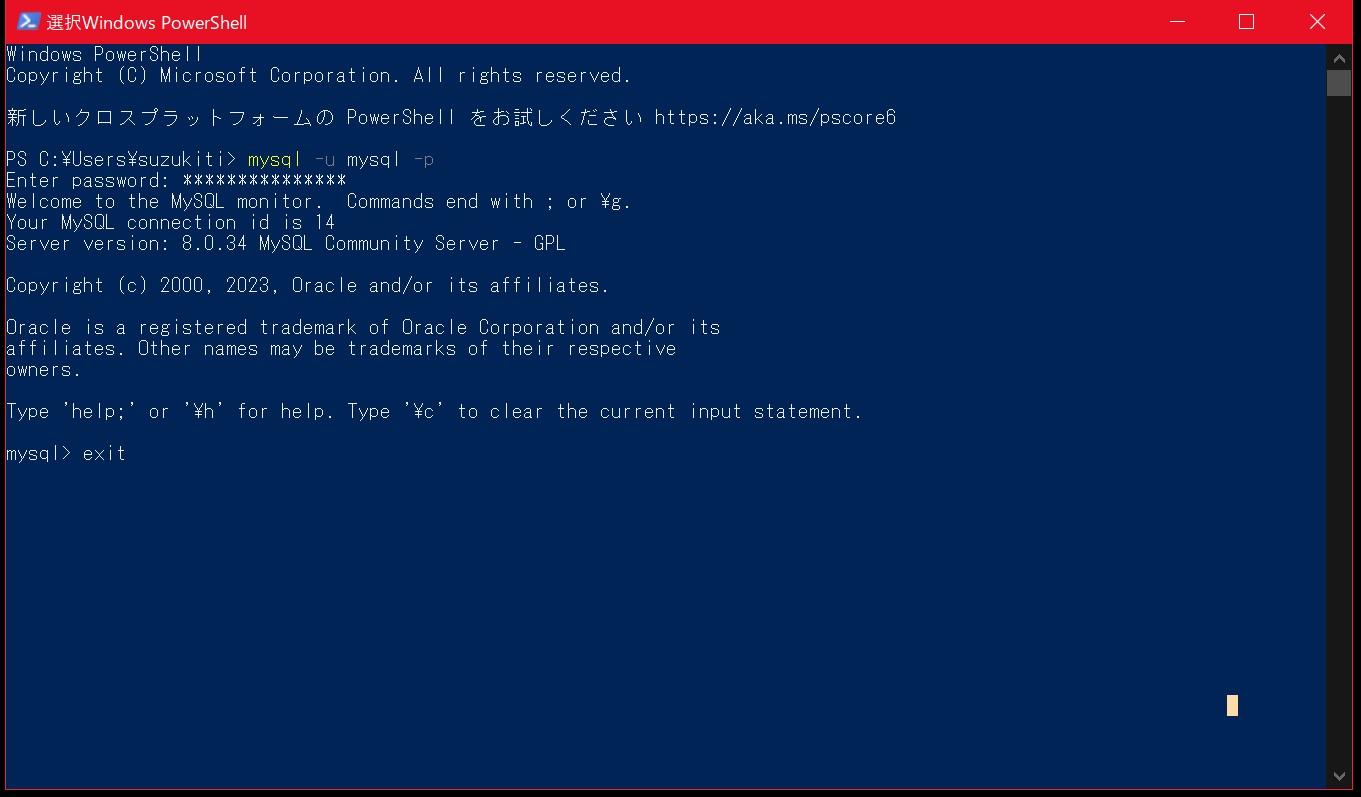 選択Windows PowerShell
Windows PowerShell
Copyright (C) Microsoft Corporation. All rights reserved.
新しいクロスプラットフォームの PowerShell をお試しください https://aka.ms/pscore6
PS C:¥Users¥suzukiti> mysql -u mysql -p
Enter password: ***************
Welcome to the MySQL monitor.  Commands end with ; or ¥g.
Your MySQL connection id is 14
Server version: 8.0.34 MySQL Community Server - GPL
Copyright (c) 2000, 2023, Oracle and/or its affiliates.
Oracle is a registered trademark of Oracle Corporation and/or its
affiliates. Other names may be trademarks of their respective
owners.
Type 'help;' or '¥h' for help. Type '¥c' to clear the current input statement.
mysql> exit